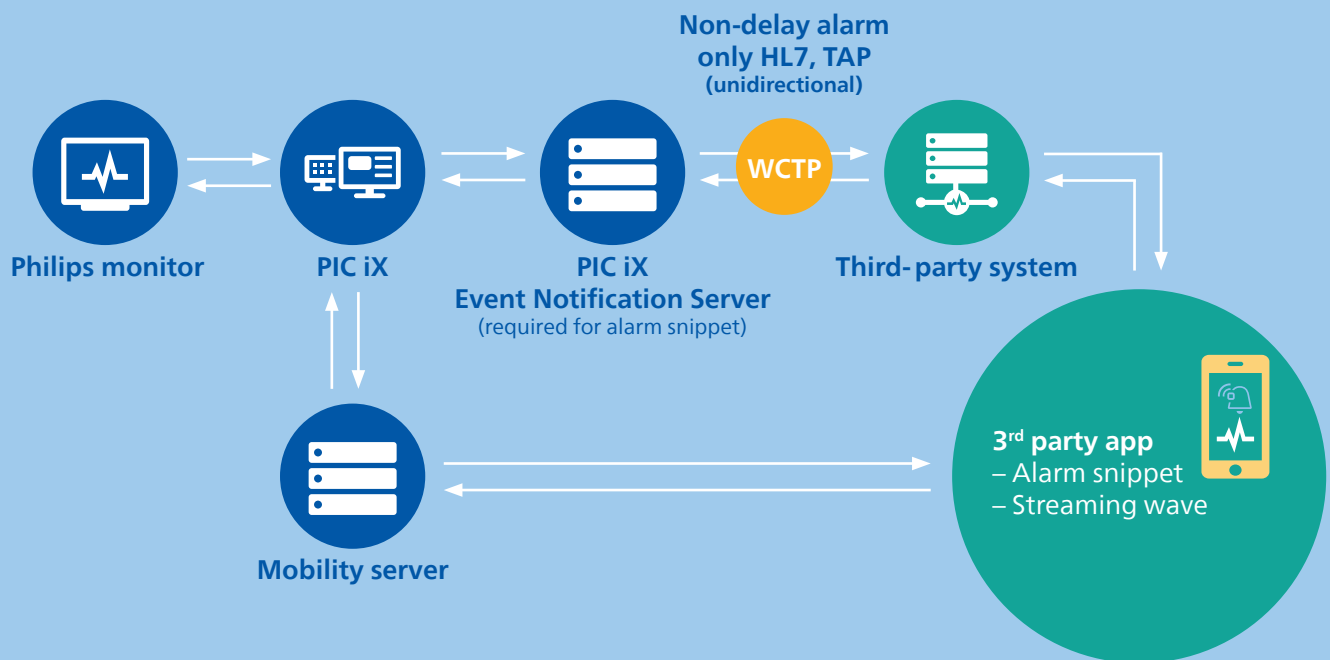 Non-delay alarm
only HL7, TAP
(unidirectional)
WCTP
Philips monitor
PIC iX
PIC iX
Event Notification Server
(required for alarm snippet)
Third-party system
3rd party app
– Alarm snippet
– Streaming wave
Mobility server